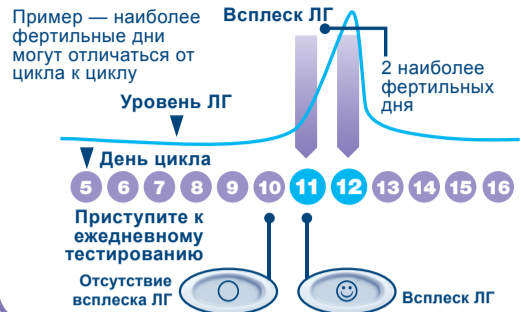 Пример — наиболее
фертильные дни
могут отличаться от
цикла к циклу
Всплеск ЛГ
2 наиболее
фертильных
дня
Уровень ЛГ
День цикла
5 6 7 8 9 10 11 12 13 14 15 16
Приступите к
ежедневному
тестированию
Отсутствие
всплеска ЛГ
Всплеск ЛГ